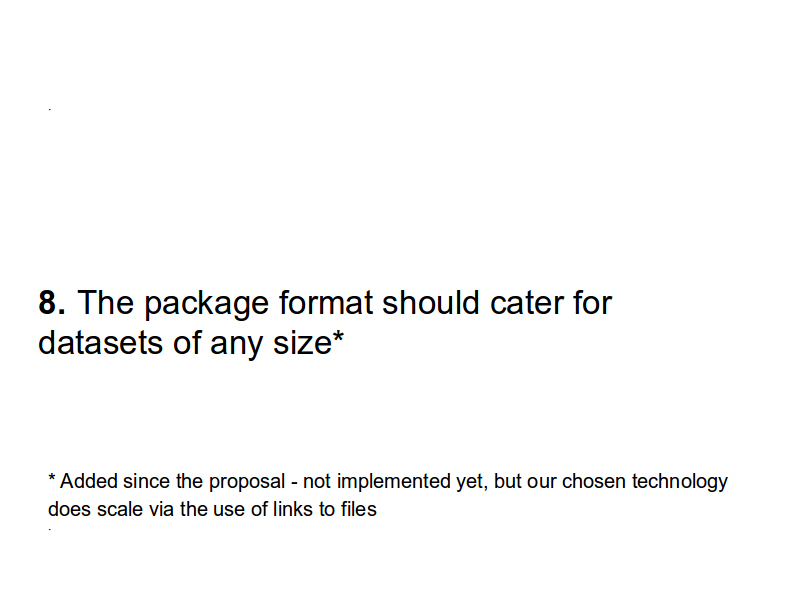 8. The package format should cater for
datasets of any size*
* Added since the proposal - not implemented yet, but our chosen technology
does scale via the use of links to files